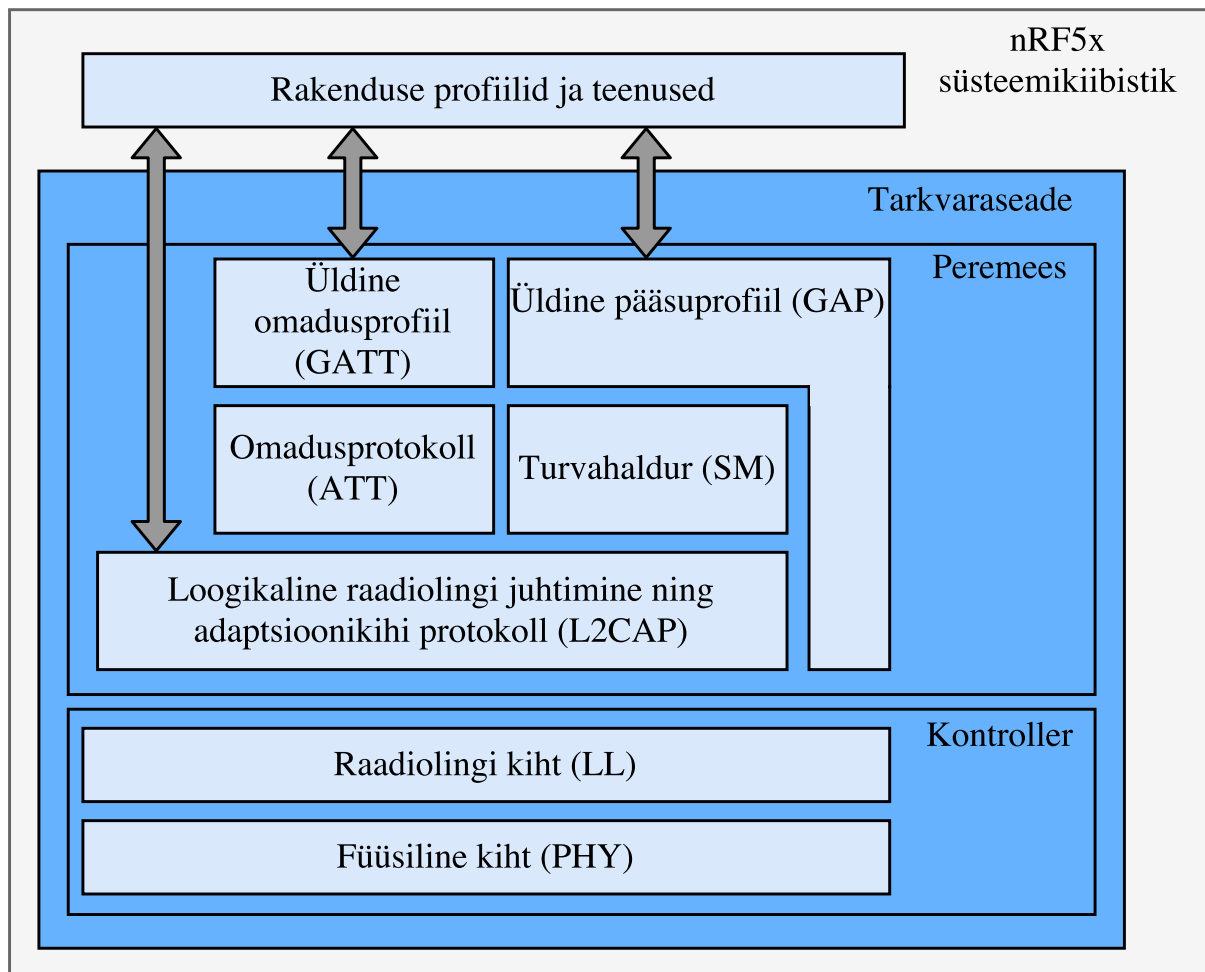 nRF5x
süsteemikiibistik
Rakenduse profiilid ja teenused
Tarkvaraseade
Peremees
Üldine
omadusprofiil
(GATT)
Üldine pääsuprofiil (GAP)
Omadusprotokoll
(ATT)
Turvahaldur (SM)
Loogikaline raadiolingi juhtimine ning
adaptsioonikihi protokoll (L2CAP)
Kontroller
Raadiolingi kiht (LL)
Füüsiline kiht (PHY)